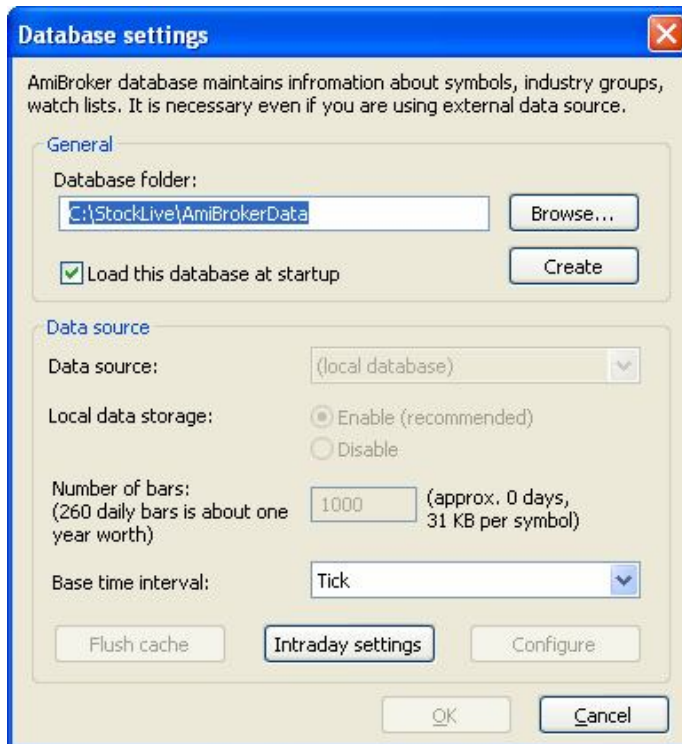 Database settings
AmiBroker database maintains infromation about symbols, industry groups,
watch lists. It is necessary even if you are using external data source.
General
Database folder:
C:\StockLive\AmiBrokerData
Browse...
Load this database at startup
Create
Data source
Data source:
(local database)
Local data storage:
Enable (recommended)
Disable
Number of bars:
(260 daily bars is about one
year worth)
1000
(approx. 0 days,
31 KB per symbol)
Base time interval:
Tick
Flush cache
Intraday settings
Configure
OK
Cancel